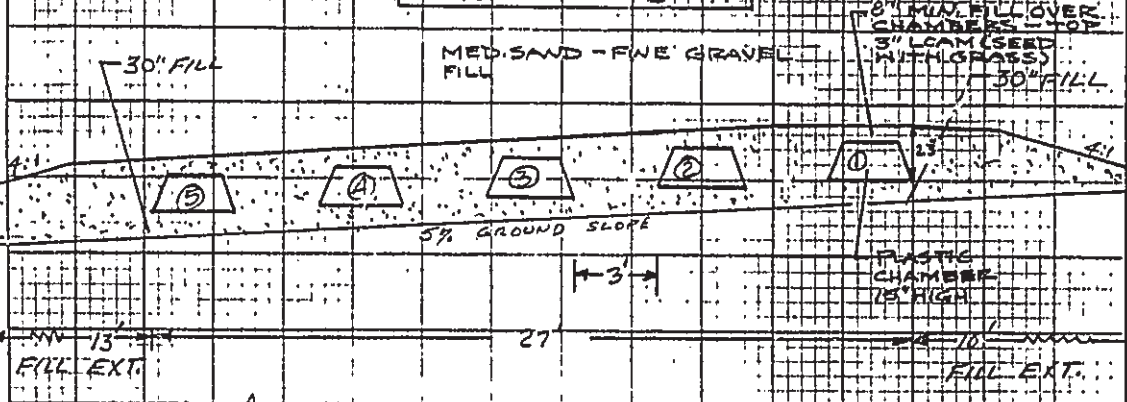 8" MIN. FILL OVER
CHAMBERS - TOP
3" LOAM (SEED
WITH GRASS)
MED. SAND - FINE GRAVEL
FILL
30" FILL
30" FILL
4:1
4:1
5
4
3
2
1
5% GROUND SLOPE
3'
PLASTIC
CHAMBER
HIGH
13'
27'
10'
FILL EXT.
FILL EXT.